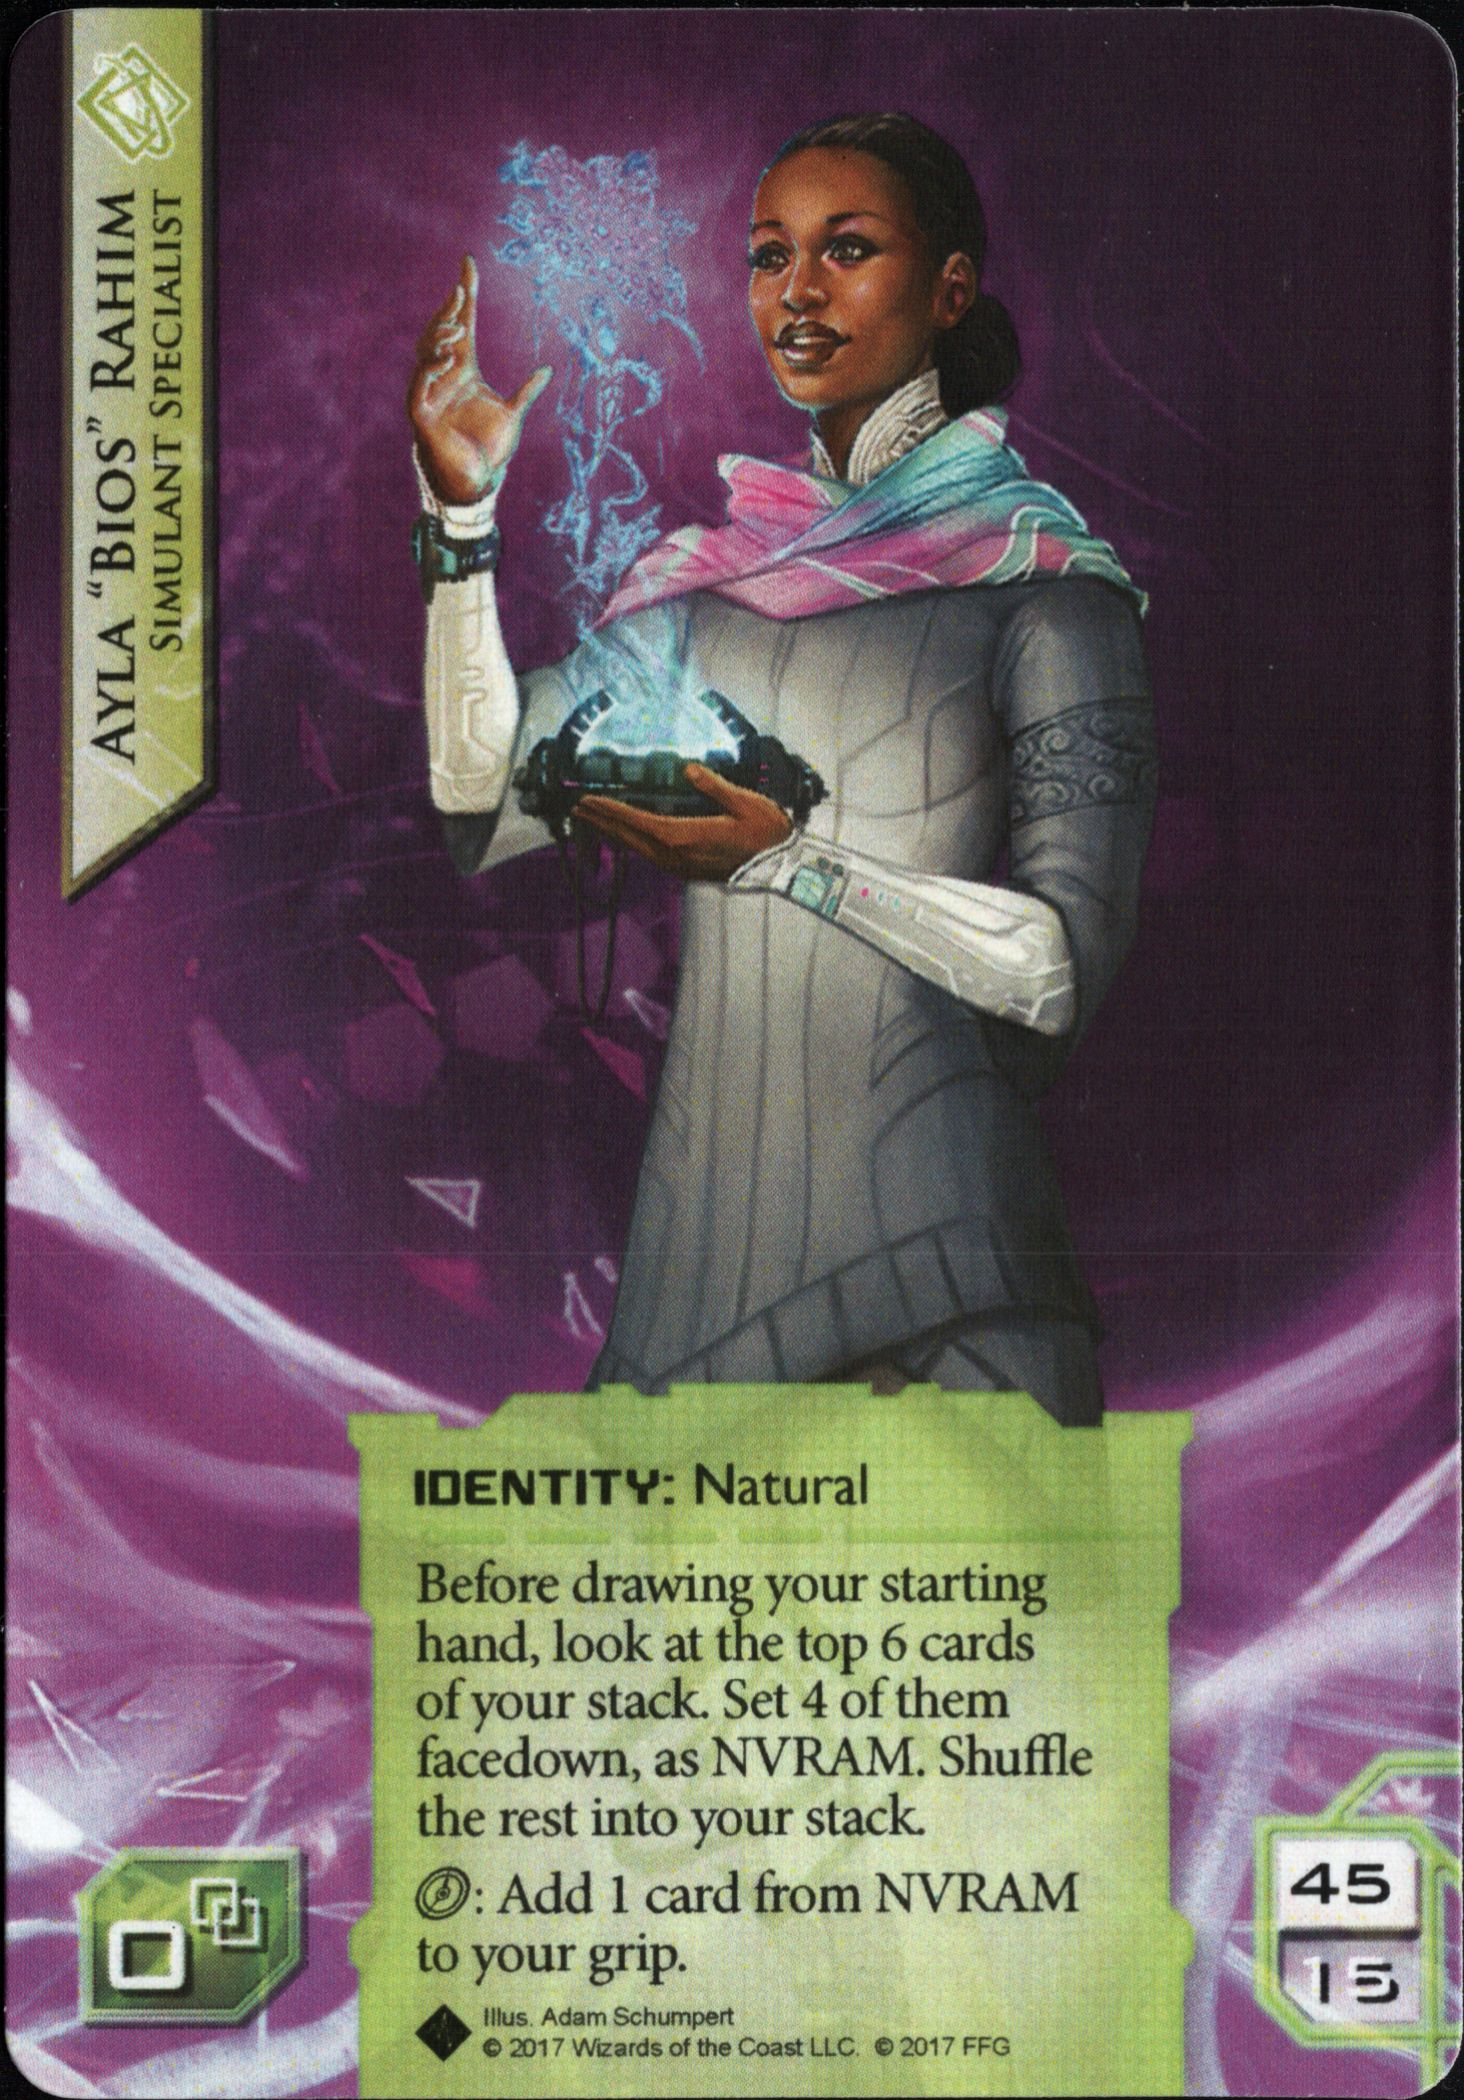 AYLA “BIOS” RAHIM
SIMULANT SPECIALIST
IDENTITY: Natural
Before drawing your starting
hand, look at the top 6 cards
of your stack. Set 4 of them
facedown, as NVRAM. Shuffle
the rest into your stack.
: Add 1 card from NVRAM
to your grip.
0
45
15
Illus. Adam Schumpert
© 2017 Wizards of the Coast LLC. © 2017 FFG